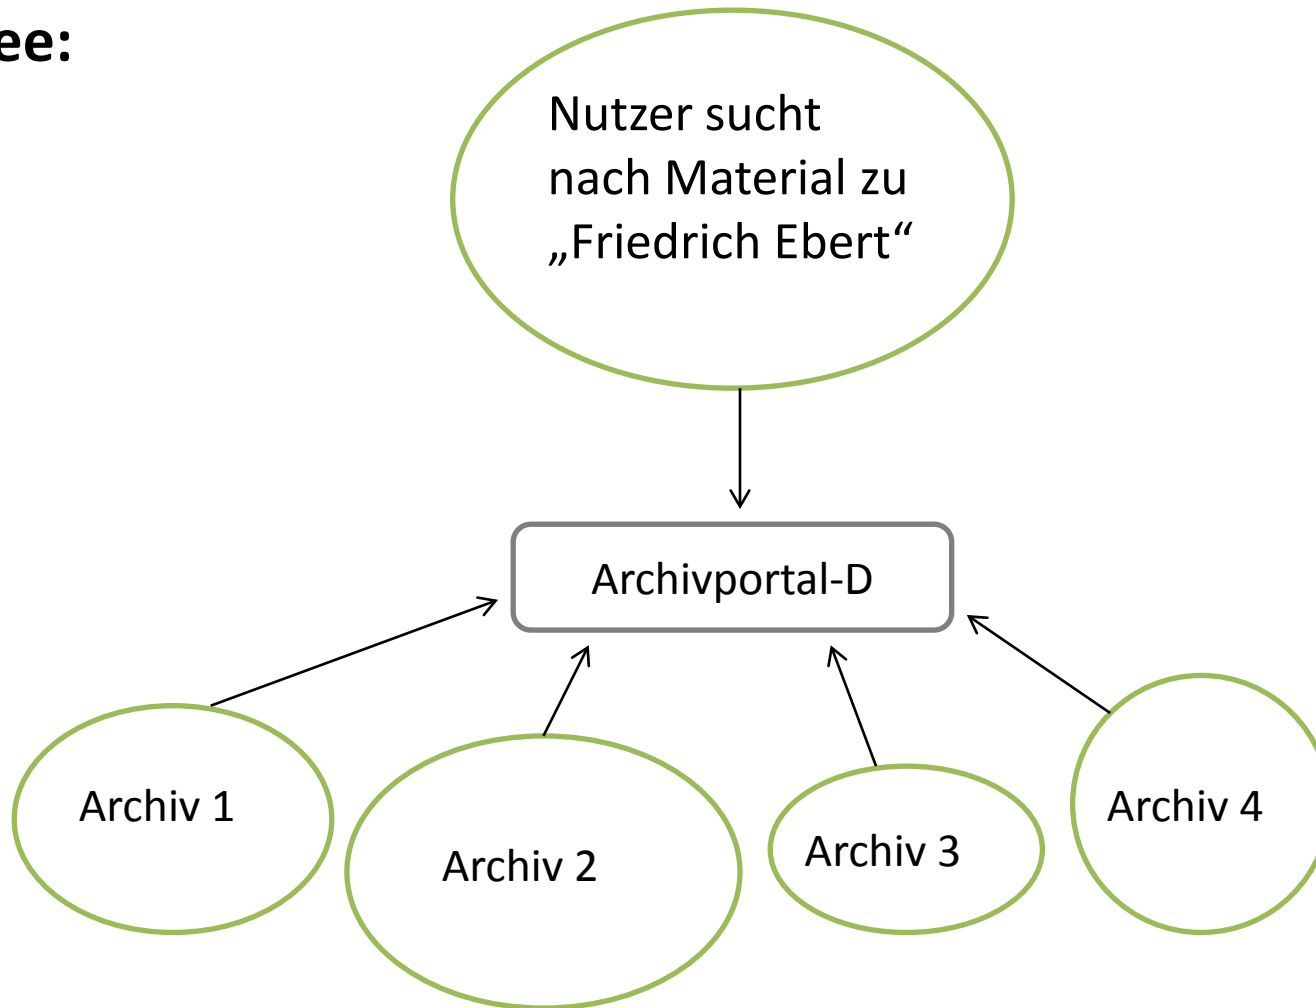 ee:
Nutzer sucht
nach Material zu
„Friedrich Ebert“
Archivportal-D
Archiv 1
Archiv 2
Archiv 3
Archiv 4